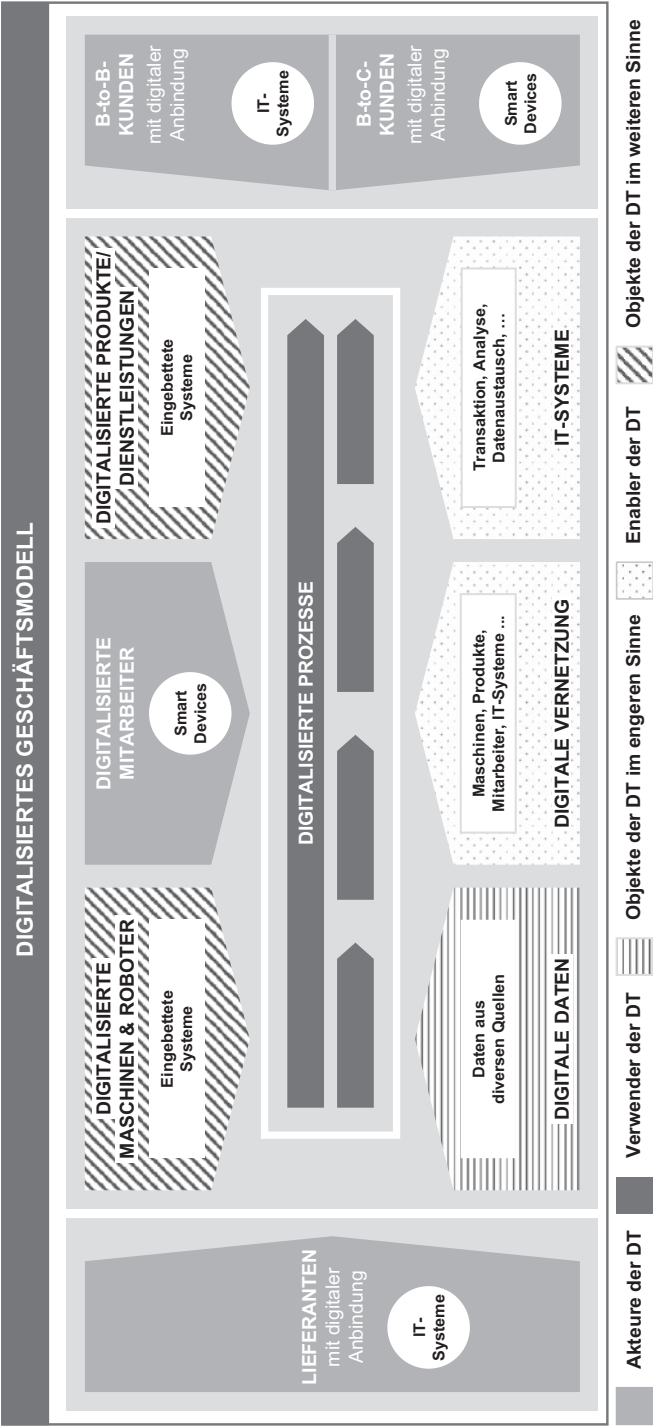 DIGITALISIERTES GESCHÄFTSMODELL
LIEFERANTEN
mit digitaler
Anbindung
IT-
Systeme
DIGITALISIERTE
MASCHINEN & ROBOTER
Eingebettete
Systeme
DIGITALISIERTE
MITARBEITER
Smart
Devices
DIGITALISIERTE PRODUKTE/
DIENSTLEISTUNGEN
Eingebettete
Systeme
DIGITALISIERTE PROZESSE
Daten aus
diversen Quellen
DIGITALE DATEN
Maschinen, Produkte,
Mitarbeiter, IT-Systeme ...
DIGITALE VERNETZUNG
Transaktion, Analyse,
Datenaustausch, ...
IT-SYSTEME
B-to-B-
KUNDEN
mit digitaler
Anbindung
IT-
Systeme
B-to-C-
KUNDEN
mit digitaler
Anbindung
Smart
Devices
Akteure der DT
Verwender der DT
Objekte der DT im engeren Sinne
Enabler der DT
Objekte der DT im weiteren Sinne